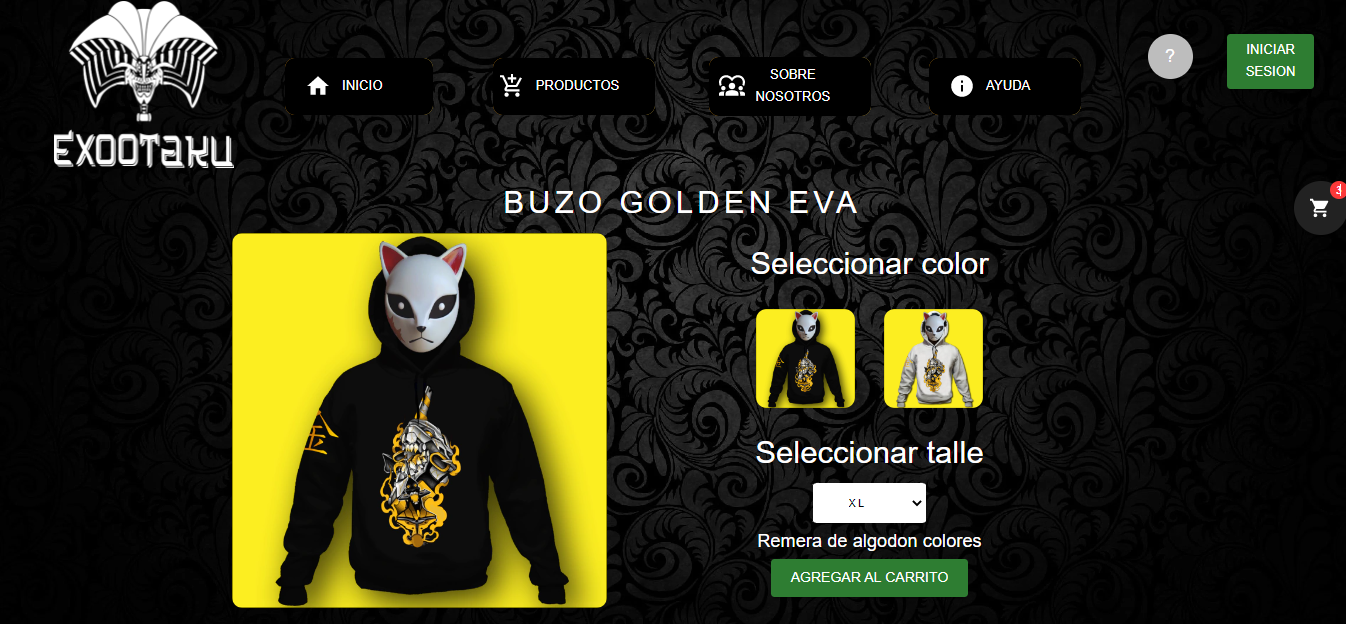 EXOOTAKU
INICIO
PRODUCTOS
SOBRE
NOSOTROS
AYUDA
?
INICIAR
SESION
3
BUZO GOLDEN EVA
Seleccionar color
金
Seleccionar talle
XL
Remera de algodon colores
AGREGAR AL CARRITO